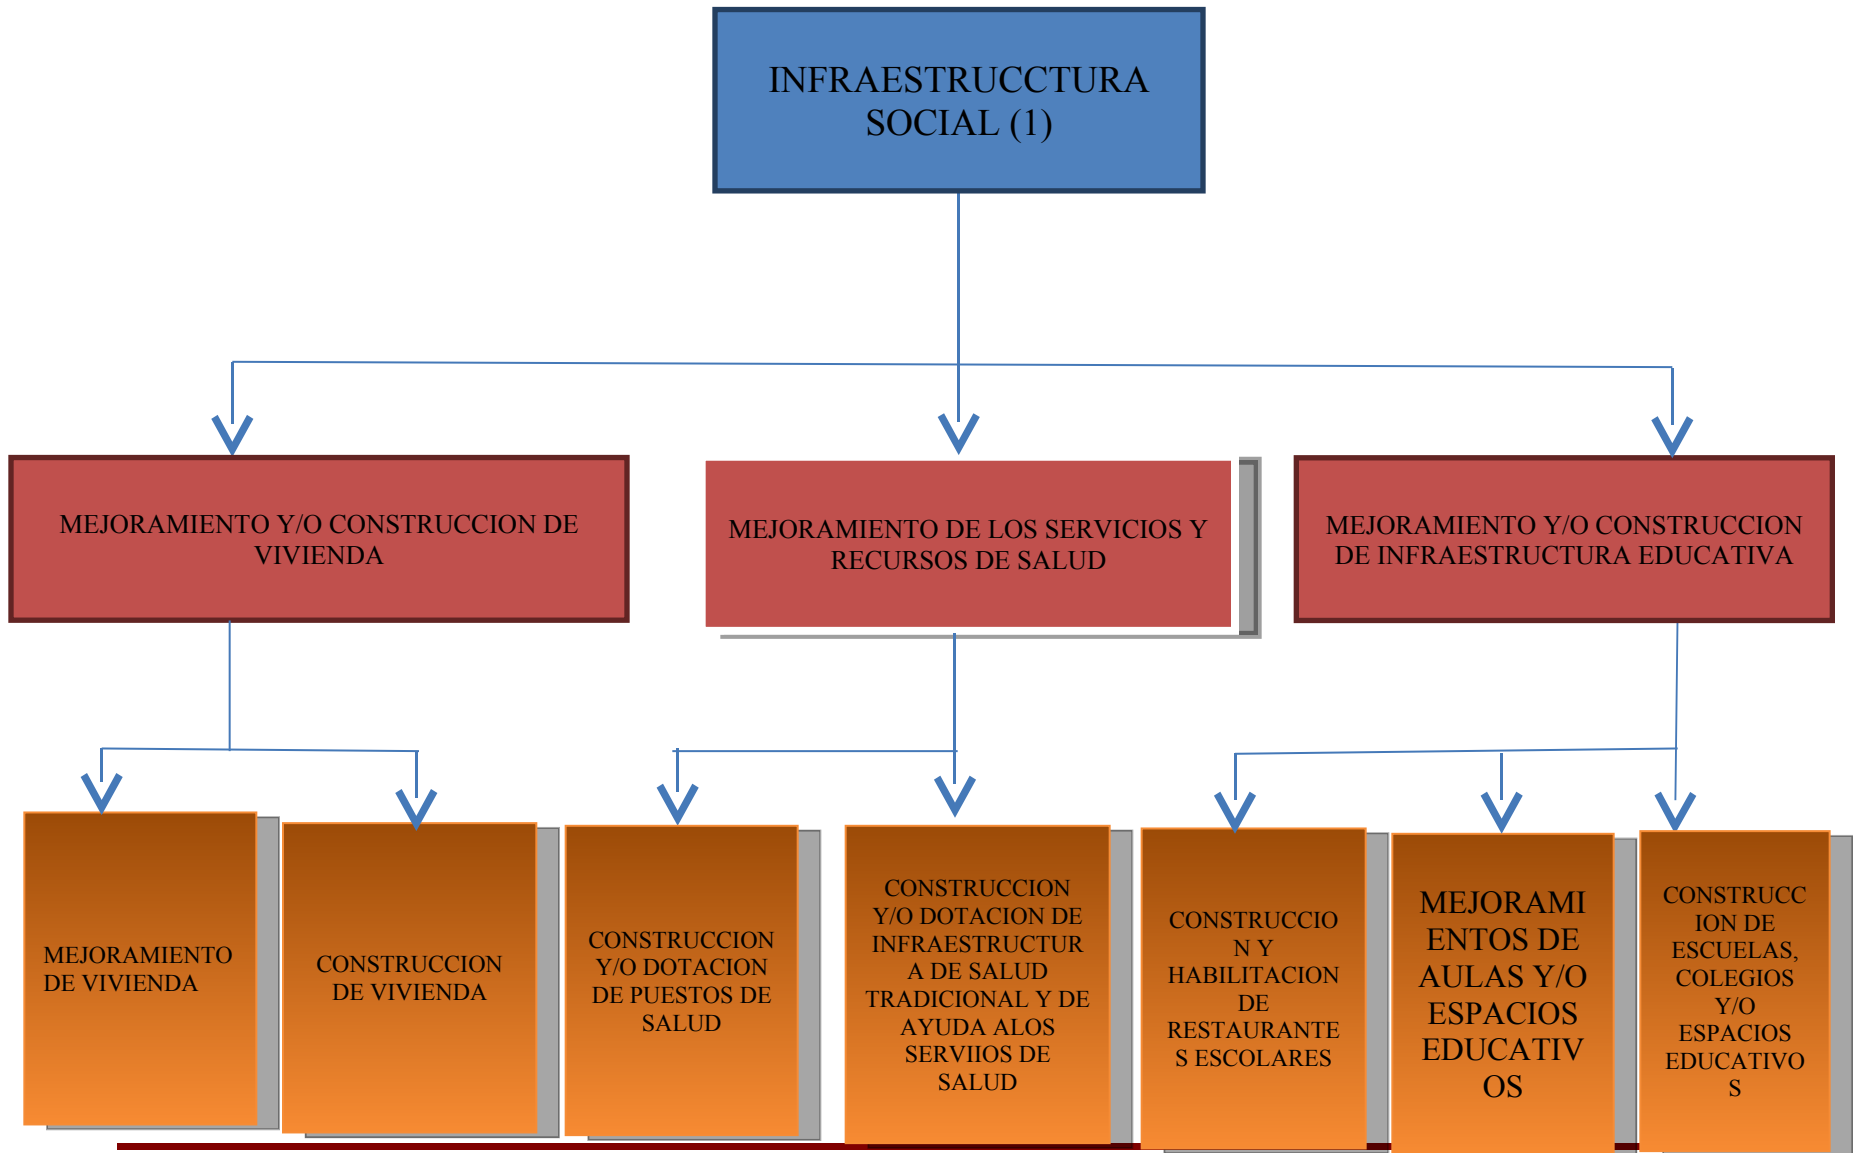 INFRAESTRUCCTURA
SOCIAL (1)
MEJORAMIENTO Y/O CONSTRUCCION DE
VIVIENDA
MEJORAMIENTO DE LOS SERVICIOS Y
RECURSOS DE SALUD
MEJORAMIENTO Y/O CONSTRUCCION
DE INFRAESTRUCTURA EDUCATIVA
MEJORAMIENTO
DE VIVIENDA
CONSTRUCCION
DE VIVIENDA
CONSTRUCCION
Y/O DOTACION
DE PUESTOS DE
SALUD
CONSTRUCCION
Y/O DOTACION DE
INFRAESTRUCTUR
A DE SALUD
TRADICIONAL Y DE
AYUDA ALOS
SERVIIOS DE
SALUD
CONSTRUCCIO
N Y
HABILITACION
DE
RESTAURANTE
S ESCOLARES
MEJORAMI
ENTOS DE
AULAS Y/O
ESPACIOS
EDUCATIV
OS
CONSTRUCC
ION DE
ESCUELAS,
COLEGIOS
Y/O
ESPACIOS
EDUCATIVO
S